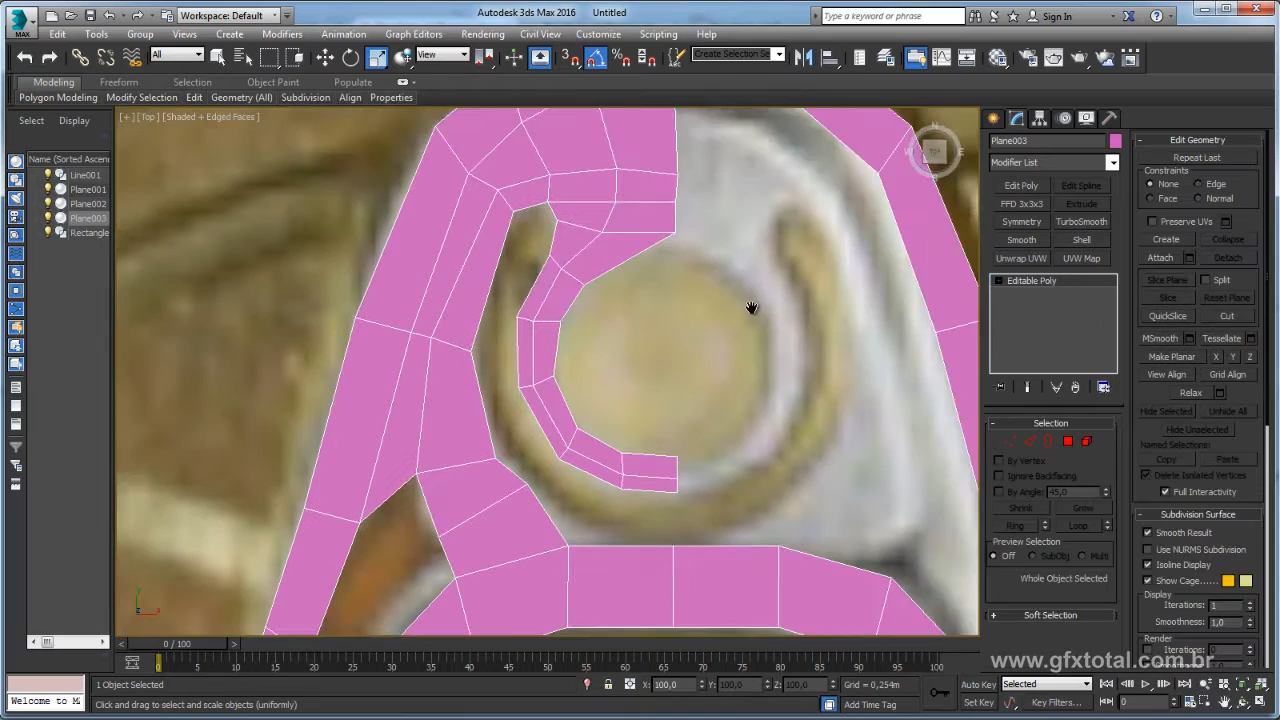 Workspace: Default
Autodesk 3ds Max 2016 Untitled
Type a keyword or phrase
Sign In
MAX
Edit Tools Group Views Create Modifiers Animation Graph Editors Rendering Civil View Customize Scripting Help
All
View
Create Selection Se
Modeling Freeform Selection Object Paint Populate
Polygon Modeling Modify Selection Edit Geometry (All) Subdivision Align Properties
Select Display
[+] [Top] [Shaded + Edged Faces]
Name (Sorted Ascen
Line001
Plane001
Plane002
Plane003
Rectangle
N
TOP
E
Plane003
Modifier List
Edit Poly Edit Spline
FFD 3x3x3 Extrude
Symmetry TurboSmooth
Smooth Shell
Unwrap UVW UVW Map
Editable Poly
Selection
By Vertex
Ignore Backfacing
By Angle: 45,0
Shrink Grow
Ring Loop
Preview Selection
Off SubObj Multi
Whole Object Selected
Soft Selection
Edit Geometry
Repeat Last
Constraints
None Edge
Face Normal
Preserve UVs
Create Collapse
Attach Detach
Slice Plane Split
Slice Reset Plane
QuickSlice Cut
MSmooth Tessellate
Make Planar X Y Z
View Align Grid Align
Relax
Hide Selected Unhide All
Hide Unselected
Named Selections:
Copy Paste
Delete Isolated Vertices
Full Interactivity
Subdivision Surface
Smooth Result
Use NURMS Subdivision
Isoline Display
Show Cage......
Display
Iterations: 1
Smoothness: 1,0
Render
Iterations: 0
0 / 100
0 5 10 15 20 25 30 35 40 45 50 55 60 65 70 75 80 85 90 95 100
www.gfxtotal.com.br
1 Object Selected
X: 100,0 Y: 100,0 Z: 100,0 Grid = 0,254m
Auto Key Selected
Welcome to M
Click and drag to select and scale objects (uniformly)
Add Time Tag
Set Key Key Filters...
0